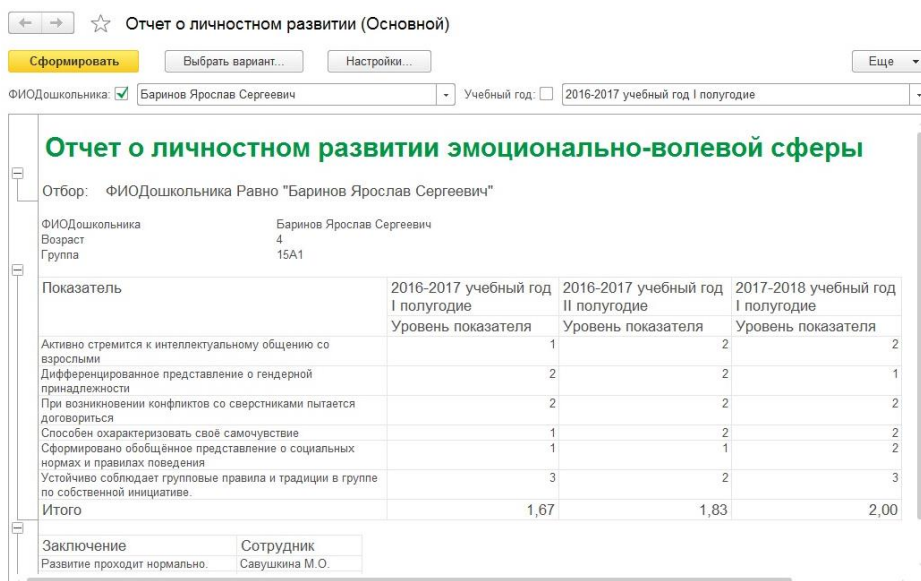 Отчет о личностном развитии (Основной)
Сформировать Выбрать вариант... Настройки... Еще
ФИОДошкольника: Баринов Ярослав Сергеевич Учебный год: 2016-2017 учебный год I полугодие
Отчет о личностном развитии эмоционально-волевой сферы
Отбор: ФИОДошкольника Равно "Баринов Ярослав Сергеевич"
ФИОДошкольника Баринов Ярослав Сергеевич
Возраст 4
Группа 15А1
Показатель 2016-2017 учебный год 2016-2017 учебный год 2017-2018 учебный год
I полугодие II полугодие I полугодие
Уровень показателя Уровень показателя Уровень показателя
Активно стремится к интеллектуальному общению со 1 2 2
взрослыми
Дифференцированное представление о гендерной 2 2 1
принадлежности
При возникновении конфликтов со сверстниками пытается 2 2 2
договориться
Способен охарактеризовать своё самочувствие 1 2 2
Сформировано обобщённое представление о социальных 1 1 2
нормах и правилах поведения
Устойчиво соблюдает групповые правила и традиции в группе 3 2 3
по собственной инициативе.
Итого 1,67 1,83 2,00
Заключение Сотрудник
Развитие проходит нормально. Савушкина М.О.